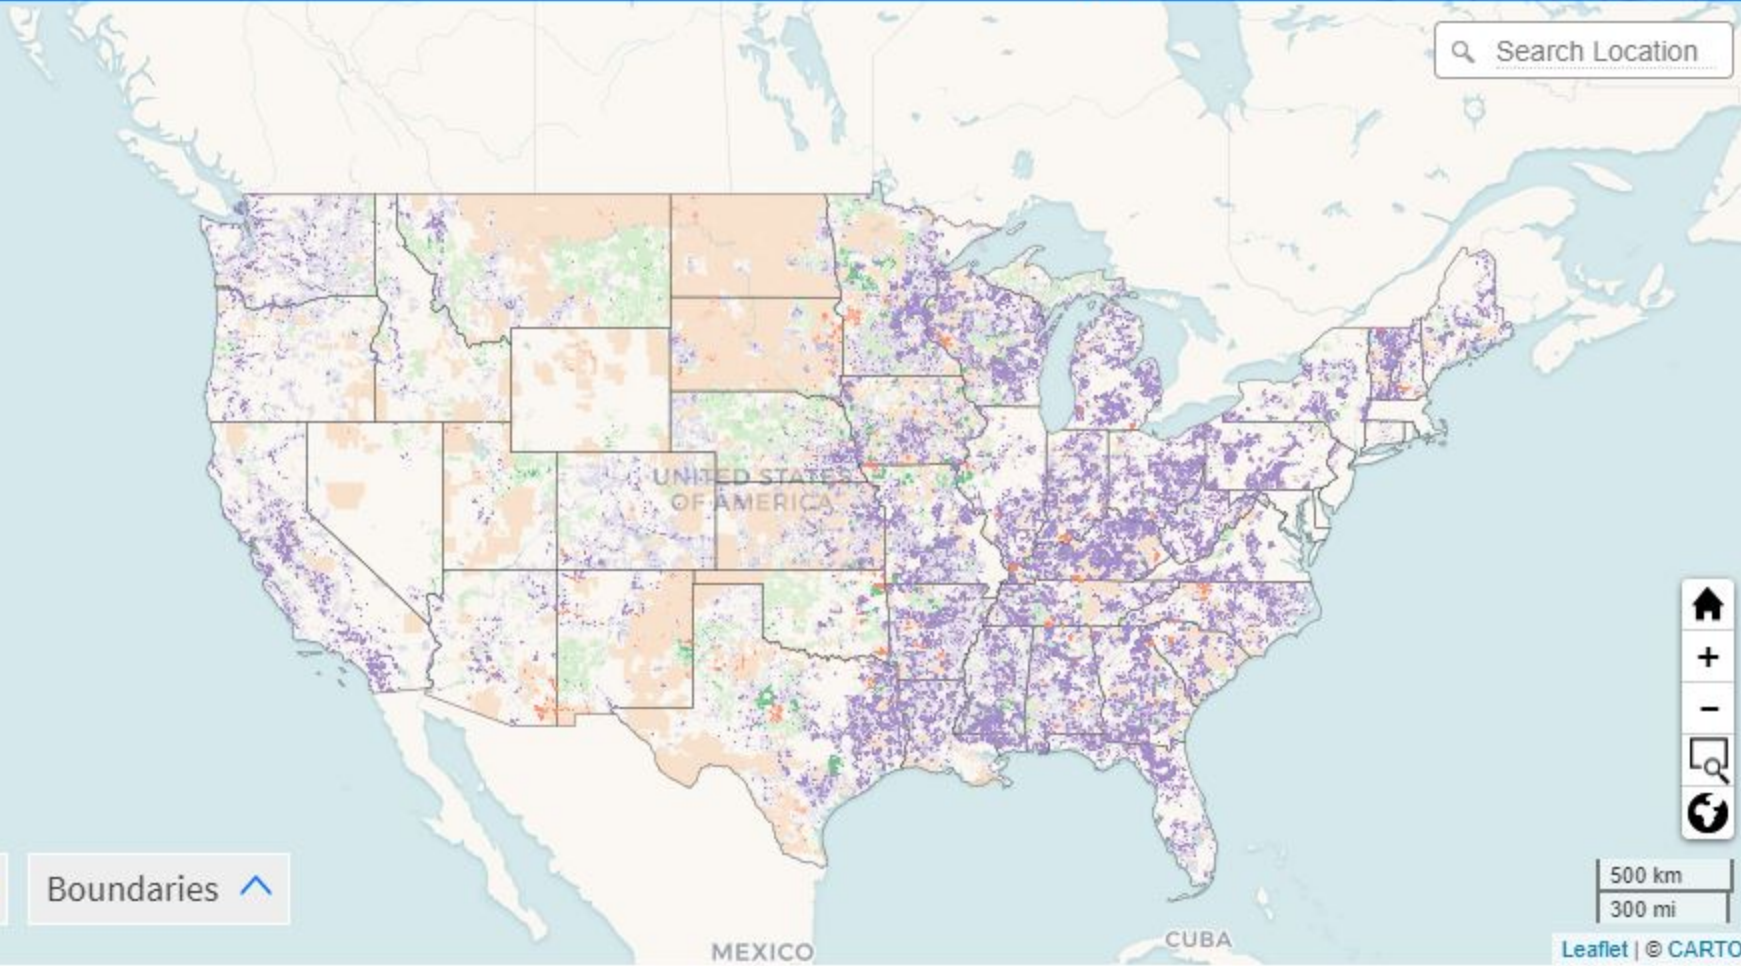 Search Location
UNITED STATES
OF AMERICA
+
−
Boundaries
500 km
300 mi
MEXICO
CUBA
Leaflet | © CARTO